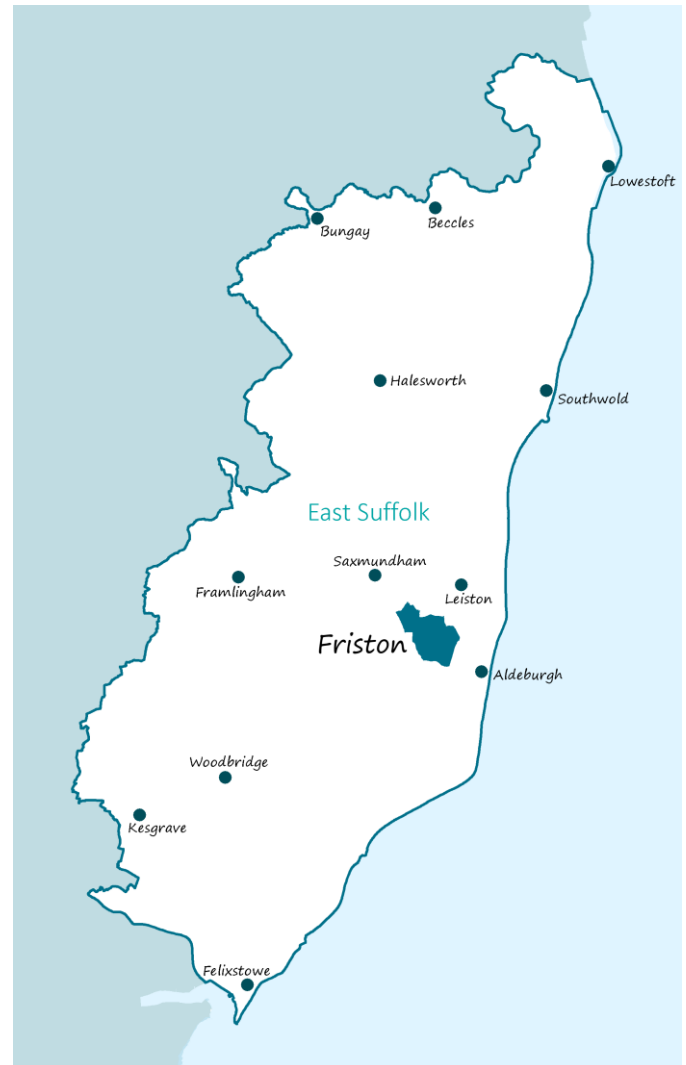 Lowestoft
Beccles
Bungay
Halesworth
Southwold
East Suffolk
Saxmundham
Framlingham
Leiston
Friston
Aldeburgh
Woodbridge
Kesgrave
Felixstowe